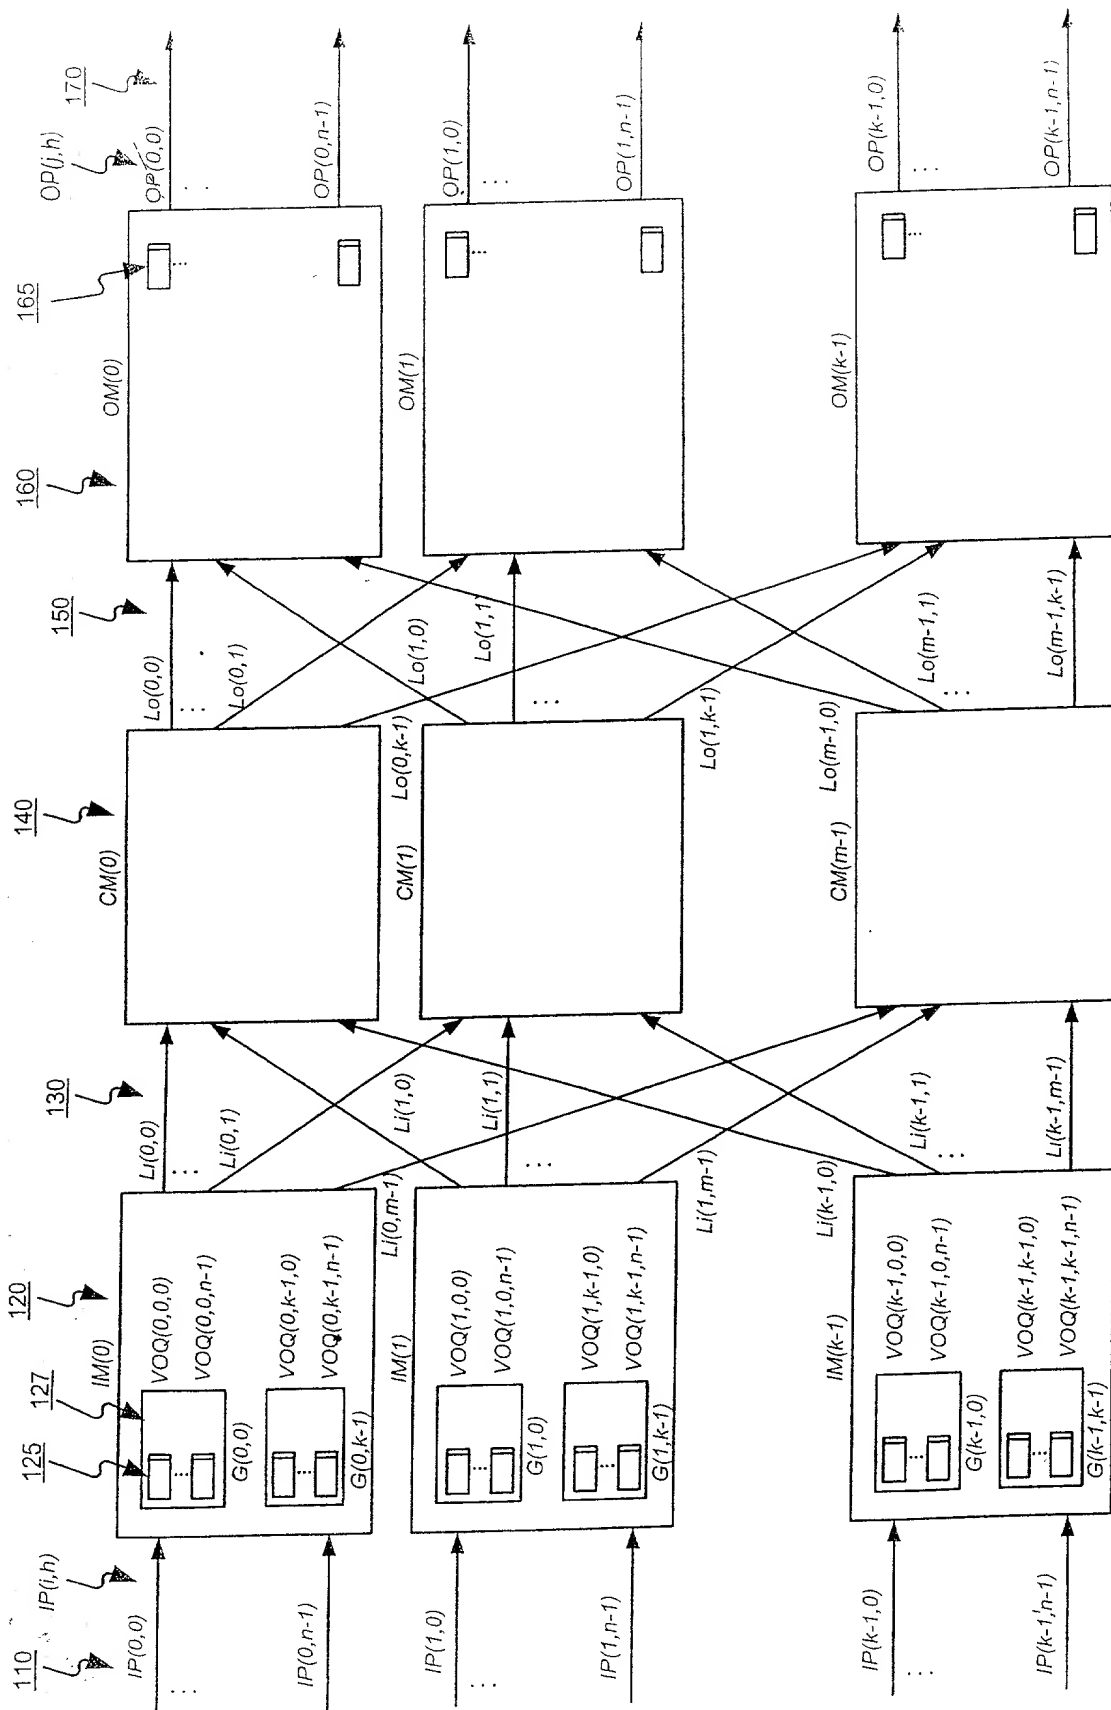 110
IP(i,h)
125
127
120
130
140
150
160
165
OP(j,h)
170
IP(0,0)
...
IP(0,n-1)
IM(0)
VOQ(0,0,0)
VOQ(0,0,n-1)
G(0,0)
VOQ(0,k-1,0)
VOQ(0,k-1,n-1)
G(0,k-1)
Li(0,0)
...
Li(0,1)
Li(0,m-1)
CM(0)
Lo(0,0)
...
Lo(0,1)
Lo(0,k-1)
OM(0)
OP(0,0)
...
OP(0,n-1)
IP(1,0)
...
IP(1,n-1)
IM(1)
VOQ(1,0,0)
VOQ(1,0,n-1)
G(1,0)
VOQ(1,k-1,0)
VOQ(1,k-1,n-1)
G(1,k-1)
Li(1,0)
Li(1,1)
...
Li(1,m-1)
CM(1)
Lo(1,0)
Lo(1,1)
...
Lo(1,k-1)
OM(1)
OP(1,0)
...
OP(1,n-1)
IP(k-1,0)
...
IP(k-1,n-1)
IM(k-1)
VOQ(k-1,0,0)
VOQ(k-1,0,n-1)
G(k-1,0)
VOQ(k-1,k-1,0)
VOQ(k-1,k-1,n-1)
G(k-1,k-1)
Li(k-1,0)
Li(k-1,1)
...
Li(k-1,m-1)
CM(m-1)
Lo(m-1,0)
Lo(m-1,1)
...
Lo(m-1,k-1)
OM(k-1)
OP(k-1,0)
...
OP(k-1,n-1)